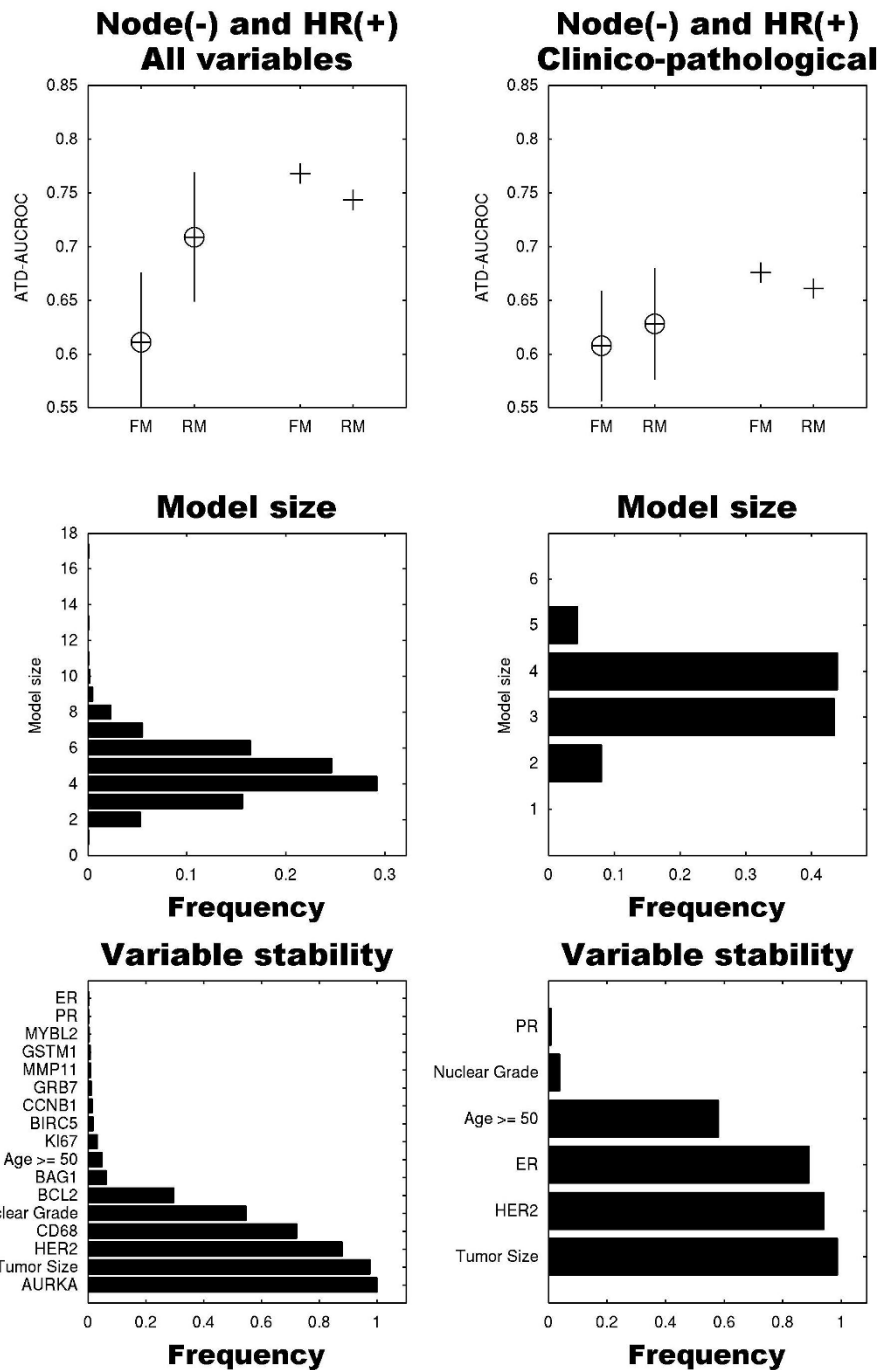 Node(-) and HR(+)
All variables
0.85
0.8
0.75
0.7
0.65
0.6
0.55
ATD-AUCROC
FM RM FM RM
Node(-) and HR(+)
Clinico-pathological
0.85
0.8
0.75
0.7
0.65
0.6
0.55
ATD-AUCROC
FM RM FM RM
Model size
18
16
14
12
10
8
6
4
2
0
Model size
0 0.1 0.2 0.3
Frequency
Model size
6
5
4
3
2
1
Model size
0 0.1 0.2 0.3 0.4
Frequency
Variable stability
ER
PR
MYBL2
GSTM1
MMP11
GRB7
CCNB1
BIRC5
KI67
Age >= 50
BAG1
BCL2
clear Grade
CD68
HER2
Tumor Size
AURKA
0 0.2 0.4 0.6 0.8 1
Frequency
Variable stability
PR
Nuclear Grade
Age >= 50
ER
HER2
Tumor Size
0 0.2 0.4 0.6 0.8 1
Frequency